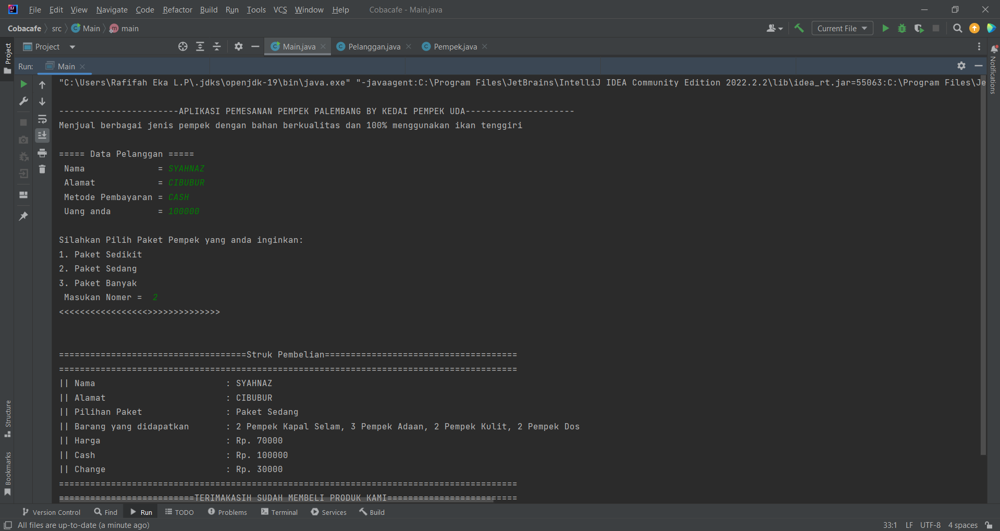 File Edit View Navigate Code Refactor Build Run Tools VCS Window Help Cobacafe - Main.java
Cobacafe src Main main Current File
Project Main.java Pelanggan.java Pempek.java
Project
Notifications
Run: Main
"C:\Users\Rafifah Eka L.P\.jdks\openjdk-19\bin\java.exe" "-javaagent:C:\Program Files\JetBrains\IntelliJ IDEA Community Edition 2022.2.2\lib\idea_rt.jar=55063:C:\Program Files\Je
-----------------------APLIKASI PEMESANAN PEMPEK PALEMBANG BY KEDAI PEMPEK UDA---------------------
Menjual berbagai jenis pempek dengan bahan berkualitas dan 100% menggunakan ikan tenggiri
===== Data Pelanggan =====
Nama = SYAHNAZ
Alamat = CIBUBUR
Metode Pembayaran = CASH
Uang anda = 100000
Silahkan Pilih Paket Pempek yang anda inginkan:
1. Paket Sedikit
2. Paket Sedang
3. Paket Banyak
Masukan Nomer = 2
<<<<<<<<<<<<<<<<<>>>>>>>>>>>>>>
====================================Struk Pembelian=====================================
========================================================================================
|| Nama : SYAHNAZ
|| Alamat : CIBUBUR
|| Pilihan Paket : Paket Sedang
|| Barang yang didapatkan : 2 Pempek Kapal Selam, 3 Pempek Adaan, 2 Pempek Kulit, 2 Pempek Dos
|| Harga : Rp. 70000
|| Cash : Rp. 100000
|| Change : Rp. 30000
========================================================================================
==========================TERIMAKASIH SUDAH MEMBELI PRODUK KAMI=========================
Structure
Bookmarks
Version Control Find Run TODO Problems Terminal Services Build
All files are up-to-date (a minute ago) 33:1 LF UTF-8 4 spaces